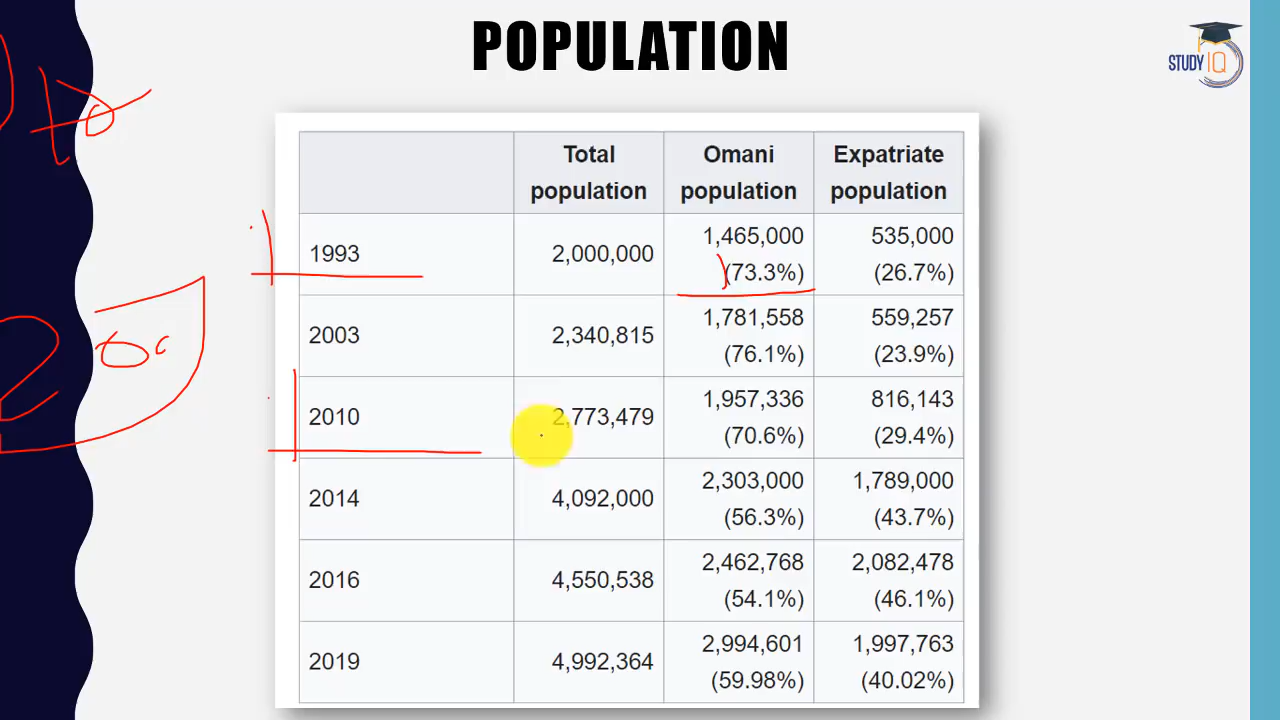 POPULATION
STUDY IQ
Total population Omani population Expatriate population
1993 2,000,000 1,465,000 (73.3%) 535,000 (26.7%)
2003 2,340,815 1,781,558 (76.1%) 559,257 (23.9%)
2010 2,773,479 1,957,336 (70.6%) 816,143 (29.4%)
2014 4,092,000 2,303,000 (56.3%) 1,789,000 (43.7%)
2016 4,550,538 2,462,768 (54.1%) 2,082,478 (46.1%)
2019 4,992,364 2,994,601 (59.98%) 1,997,763 (40.02%)